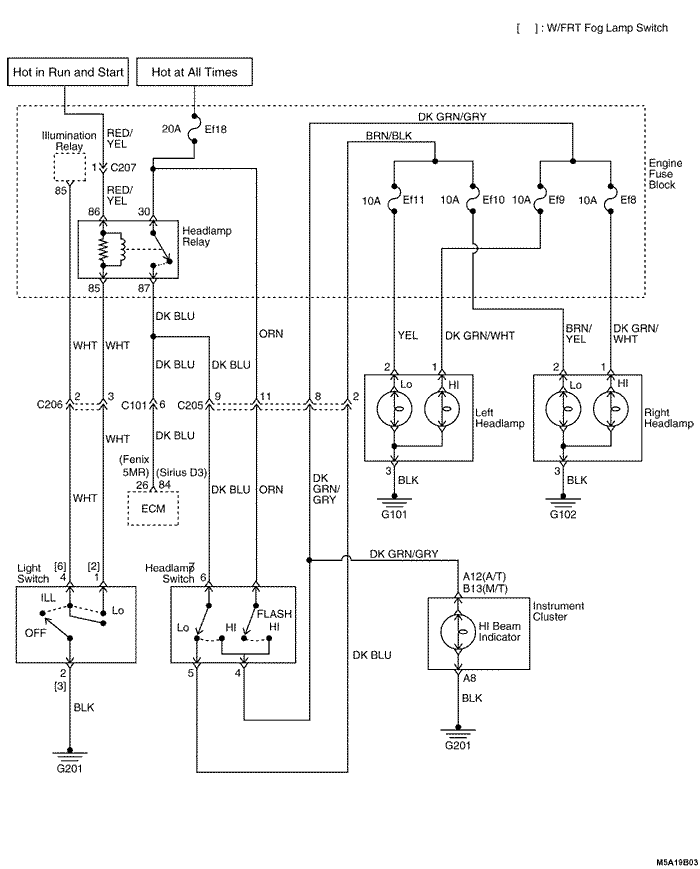 [ ] : W/FRT Fog Lamp Switch
Hot in Run and Start
Hot at All Times
DK GRN/GRY
BRN/BLK
20A
Ef18
RED/
YEL
Illumination
Relay
1
C207
85
RED/
YEL
Engine
Fuse
Block
10A
Ef11
10A
Ef10
10A
Ef9
10A
Ef8
86
30
Headlamp
Relay
85
87
DK BLU
WHT
WHT
ORN
YEL
DK GRN/WHT
BRN/
YEL
DK GRN/
WHT
DK BLU
DK BLU
2
1
2
1
Lo
HI
Lo
HI
C206
2
3
C101
6
C205
9
11
8
2
Left
Headlamp
Right
Headlamp
WHT
DK BLU
3
BLK
3
BLK
(Fenix
5MR)
(Sirius D3)
26
84
ECM
WHT
DK BLU
ORN
DK
GRN/
GRY
G101
G102
DK GRN/GRY
Light
Switch
[6]
4
[2]
1
Headlamp
Switch
7
6
A12(A/T)
B13(M/T)
ILL
Lo
OFF
Lo
HI
FLASH
HI
HI Beam
Indicator
Instrument
Cluster
DK BLU
2
[3]
5
4
A8
BLK
BLK
G201
G201
M5A19B03